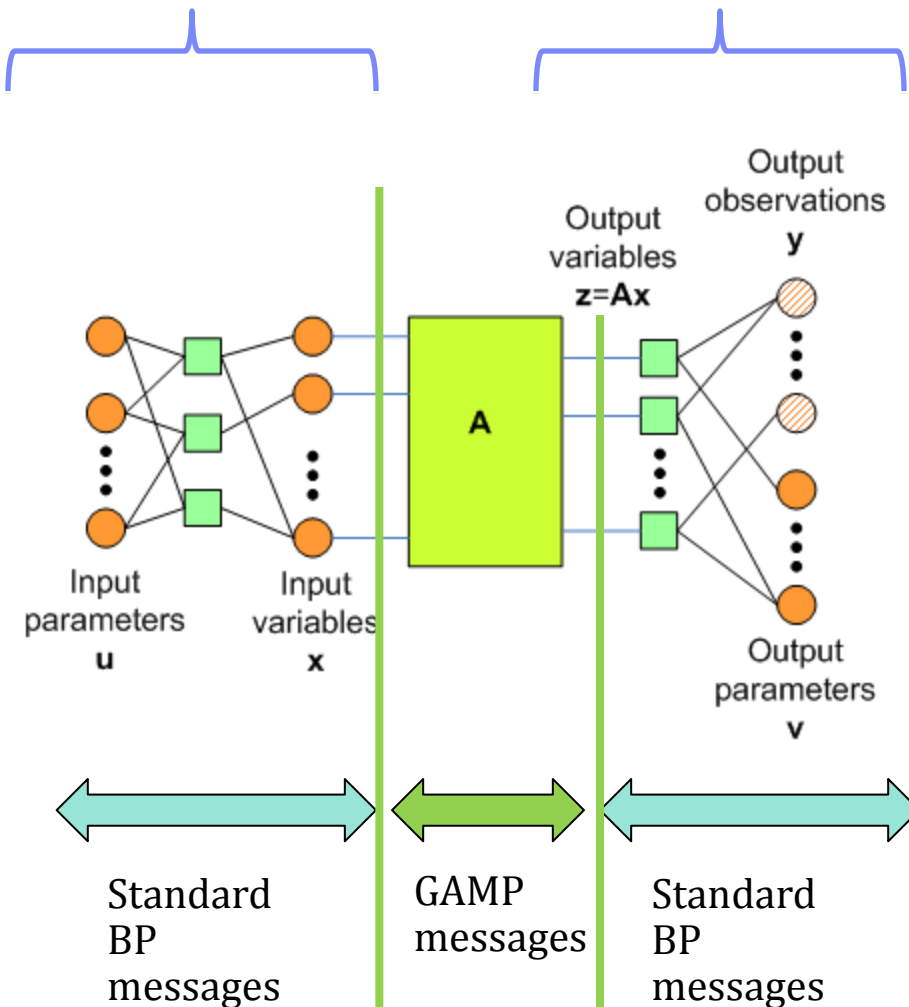 Output
observations
y
Output
variables
z=Ax
A
Input
parameters
u
Input
variables
x
Output
parameters
v
Standard
BP
messages
GAMP
messages
Standard
BP
messages